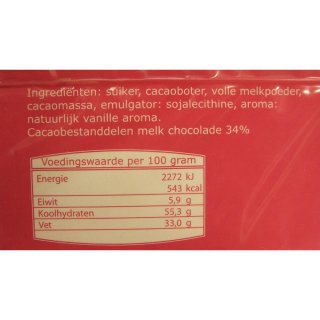 Ingrediënten: suiker, cacaoboter, volle melkpoeder,
cacaomassa, emulgator: sojalecithine, aroma:
natuurlijk vanille aroma.
Cacaobestanddelen melk chocolade 34%
Voedingswaarde per 100 gram
Energie 2272 kJ
543 kcal
Eiwit 5,9 g
Koolhydraten 55,3 g
Vet 33,0 g